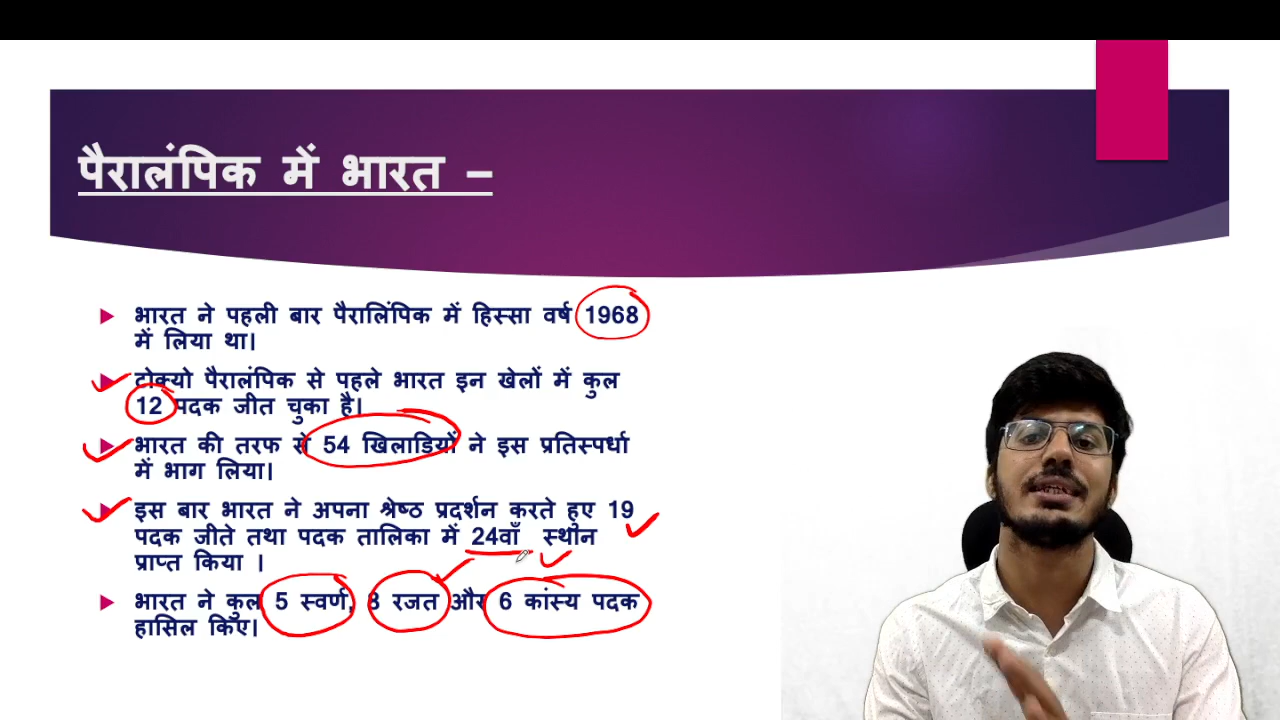 पैरालंपिक में भारत –
भारत ने पहली बार पैरालिंपिक में हिस्सा वर्ष 1968
में लिया था।
टोक्यो पैरालंपिक से पहले भारत इन खेलों में कुल
12 पदक जीत चुका है।
भारत की तरफ से 54 खिलाडियों ने इस प्रतिस्पर्धा
में भाग लिया।
इस बार भारत ने अपना श्रेष्ठ प्रदर्शन करते हुए 19
पदक जीते तथा पदक तालिका में 24वाँ स्थान
प्राप्त किया ।
भारत ने कुल 5 स्वर्ण, 8 रजत और 6 कांस्य पदक
हासिल किए।